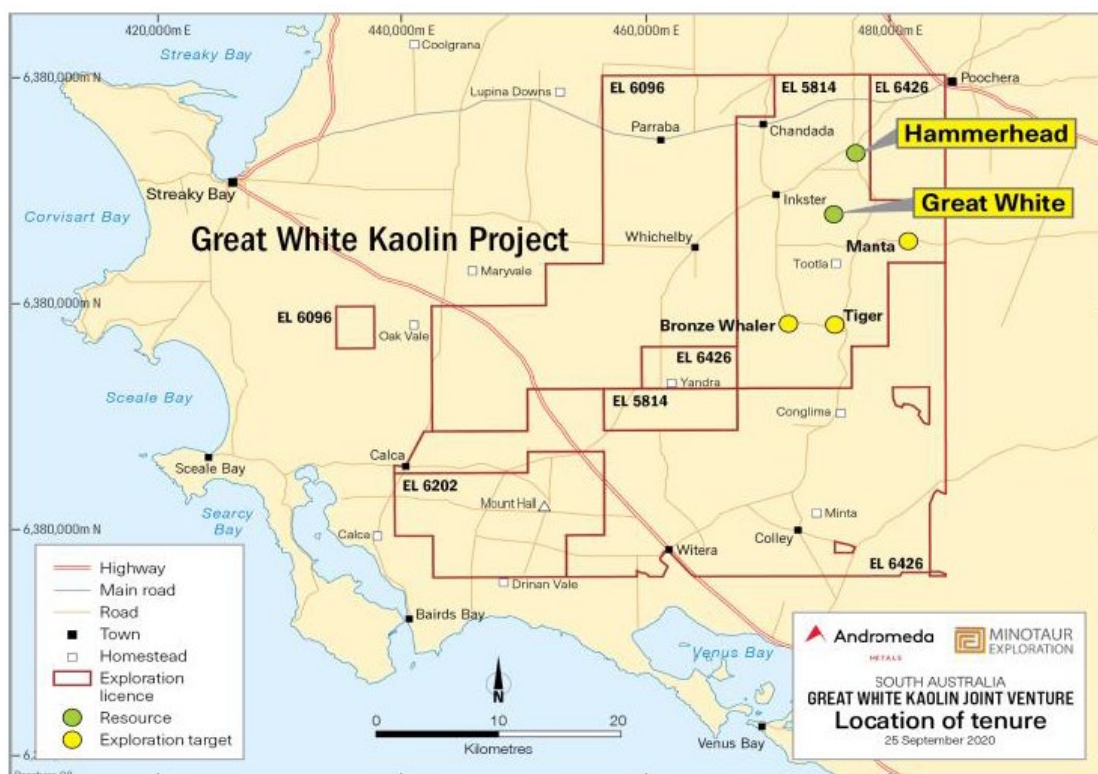 420,000m E
440,000m E
460,000m E
480,000m E
Streaky Bay
Coolgrana
6,380,000m N
Lupina Downs
EL 6096
EL 5814
EL 6426
Poochera
Parraba
Chandada
Hammerhead
Streaky Bay
Inkster
Great White
Corvisart Bay
Great White Kaolin Project
Whichelby
Manta
Maryvale
Tootla
6,380,000m N
EL 6096
Oak Vale
Bronze Whaler
Tiger
EL 6426
Yandra
Sceale Bay
EL 5814
Conglima
Calca
Sceale Bay
EL 6202
Searcy
Bay
Mount Hall
Minta
6,380,000m N
Calca
Colley
Witera
EL 6426
Drinan Vale
Highway
Main road
Road
Town
Homestead
Exploration
licence
Resource
Exploration target
Bairds Bay
N
0
10
20
Kilometres
Venus Bay
Venus Bay
Andromeda
METALS
MINOTAUR
EXPLORATION
SOUTH AUSTRALIA
GREAT WHITE KAOLIN JOINT VENTURE
Location of tenure
25 September 2020